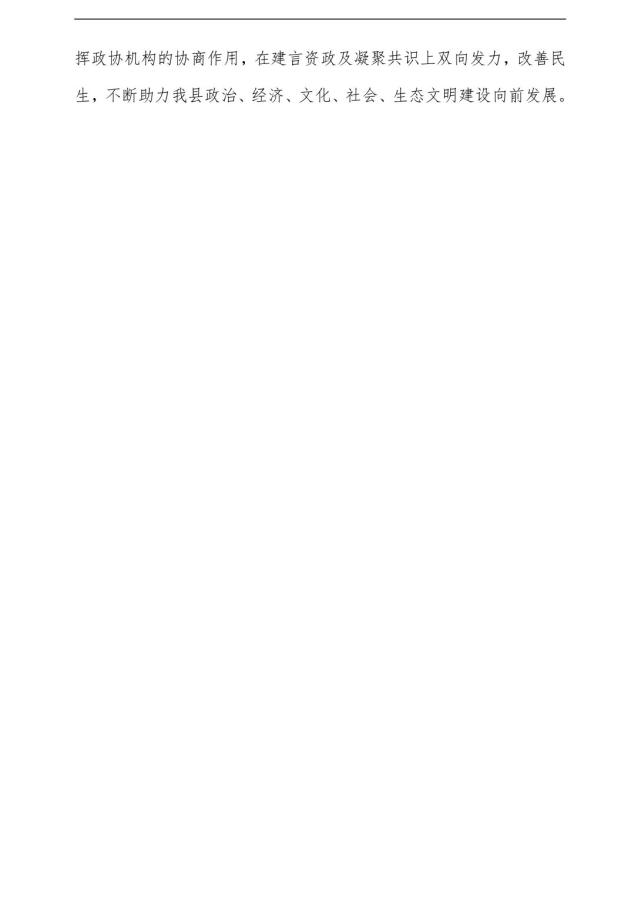 挥政协机构的协商作用，在建言资政及凝聚共识上双向发力，改善民
生，不断助力我县政治、经济、文化、社会、生态文明建设向前发展。